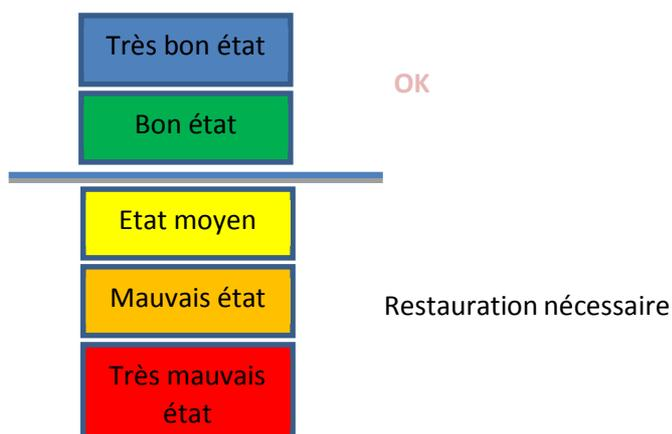 Très bon état
OK
Bon état
Etat moyen
Mauvais état
Restauration nécessaire
Très mauvais
état